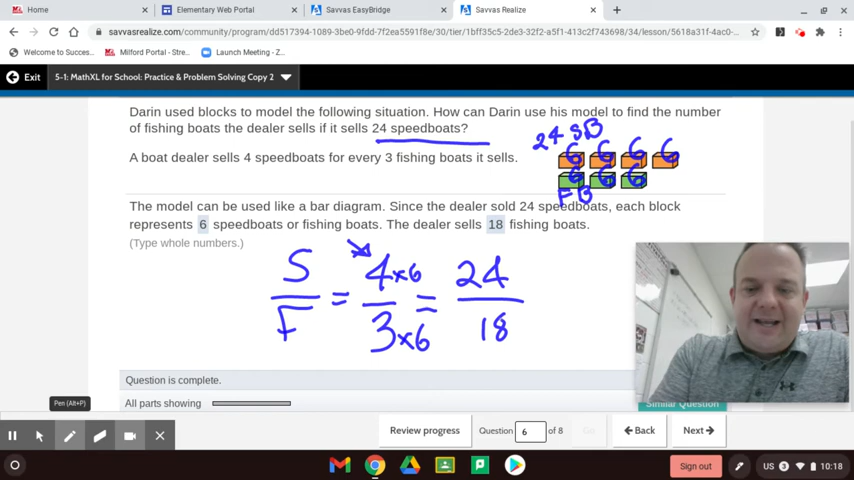 Home
Elementary Web Portal
Savvas EasyBridge
Savvas Realize
savvasrealize.com/community/program/dd517394-1089-3be0-9fdd-7f2ea5591f8e/30/tier/1bff35c5-2de3-32f2-a5f1-413c2f643768/34/lesson/5818a31f-4ac0-...
Welcome to Succes...
Milford Portal - Stre...
Launch Meeting - Z...
Exit
5-1: MathXL for School: Practice & Problem Solving Copy 2
Darin used blocks to model the following situation. How can Darin use his model to find the number
of fishing boats the dealer sells if it sells 24 speedboats?
24 SB
A boat dealer sells 4 speedboats for every 3 fishing boats it sells.
6 6 6 6
6 6 6
FB
The model can be used like a bar diagram. Since the dealer sold 24 speedboats, each block
represents 6 speedboats or fishing boats. The dealer sells 18 fishing boats.
(Type whole numbers.)
S/F = 4×6/3×6 = 24/18
Question is complete.
All parts showing
Similar Question
Pen (Alt+P)
Review progress
Question 6 of 8
Go
Back
Next
Sign out
US
3
10:18